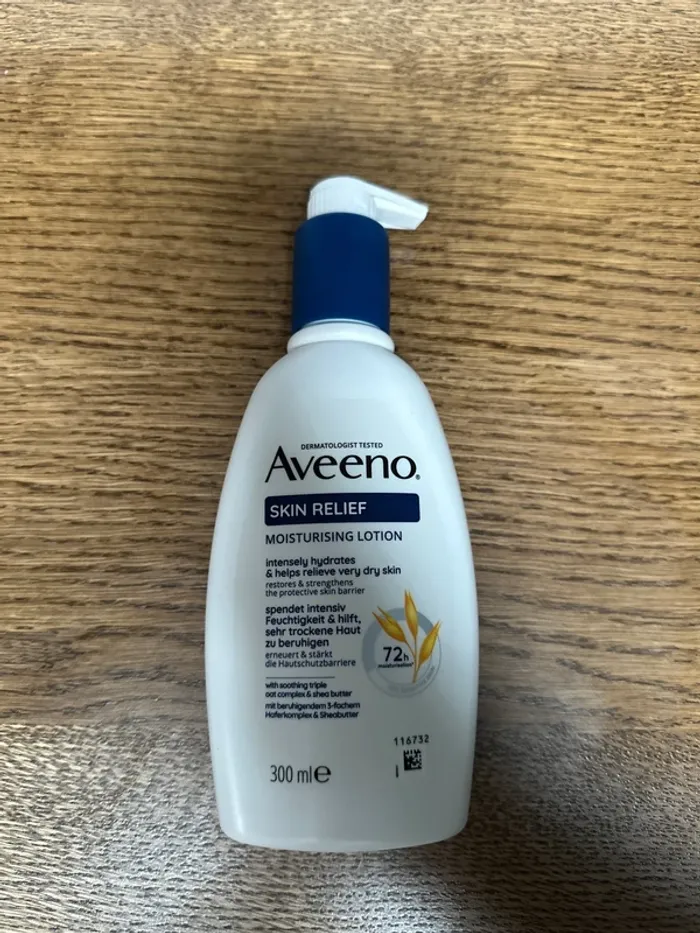 DERMATOLOGIST TESTED
Aveeno®
SKIN RELIEF
MOISTURISING LOTION
intensely hydrates
& helps relieve very dry skin
restores & strengthens
the protective skin barrier
spendet intensiv
Feuchtigkeit & hilft,
sehr trockene Haut
zu beruhigen
erneuert & stärkt
die Hautschutzbarriere
72h
moisturisation
with soothing triple
oat complex & shea butter
mit beruhigendem 3-fachem
Haferkomplex & Sheabutter
116732
300 ml℮